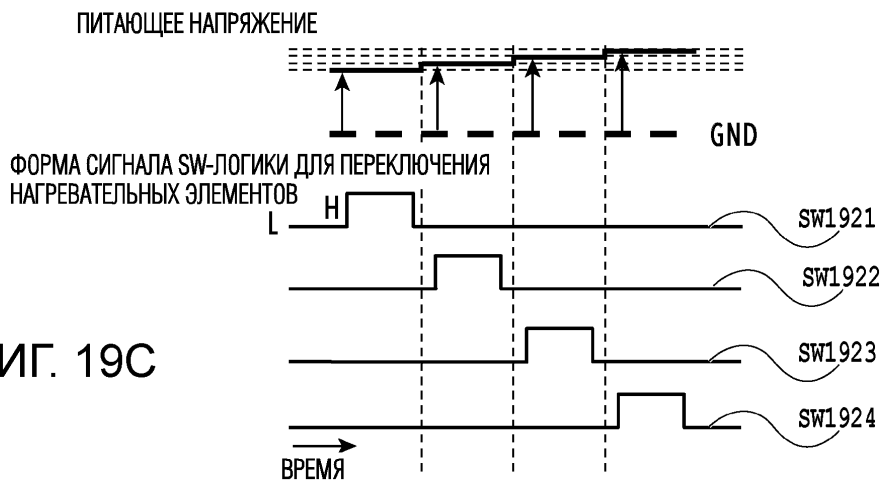 ПИТАЮЩЕЕ НАПРЯЖЕНИЕ
GND
ФОРМА СИГНАЛА SW-ЛОГИКИ ДЛЯ ПЕРЕКЛЮЧЕНИЯ
НАГРЕВАТЕЛЬНЫХ ЭЛЕМЕНТОВ
H
L
SW1921
SW1922
SW1923
ИГ. 19C
SW1924
ВРЕМЯ